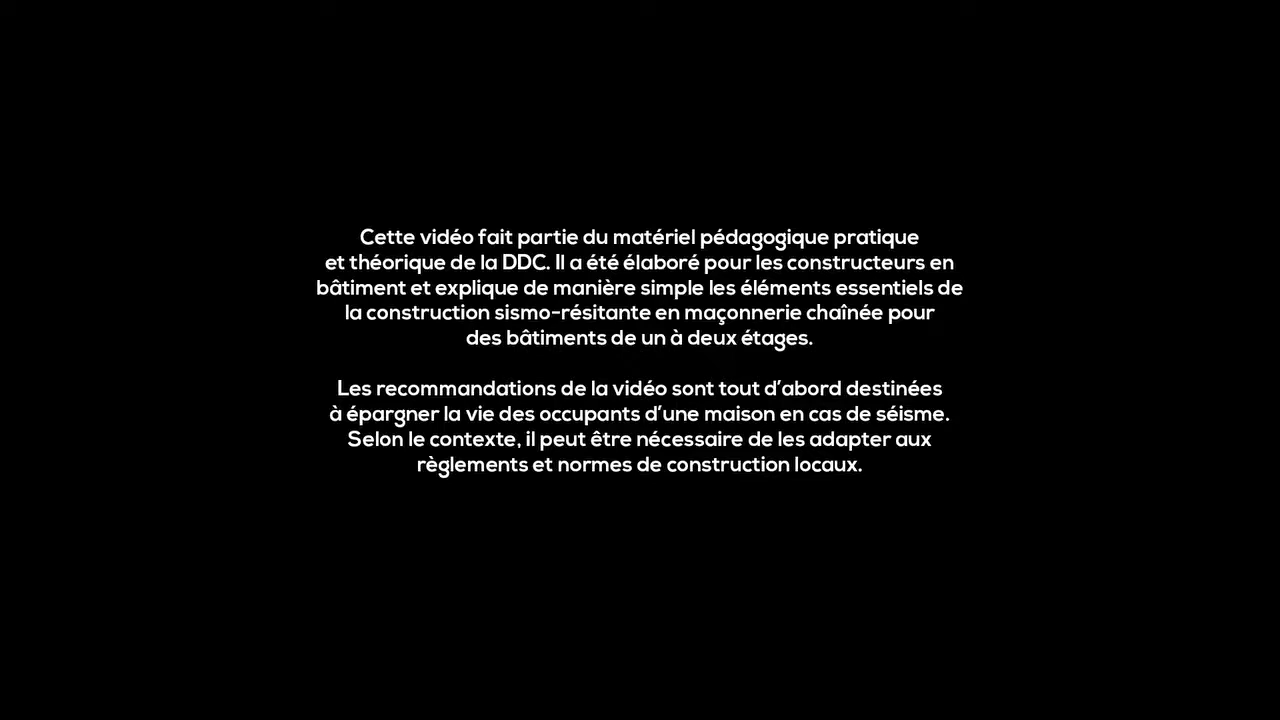 Cette vidéo fait partie du matériel pédagogique pratique
et théorique de la DDC. Il a été élaboré pour les constructeurs en
bâtiment et explique de manière simple les éléments essentiels de
la construction sismo-résitante en maçonnerie chaînée pour
des bâtiments de un à deux étages.
Les recommandations de la vidéo sont tout d’abord destinées
à épargner la vie des occupants d’une maison en cas de séisme.
Selon le contexte, il peut être nécessaire de les adapter aux
règlements et normes de construction locaux.